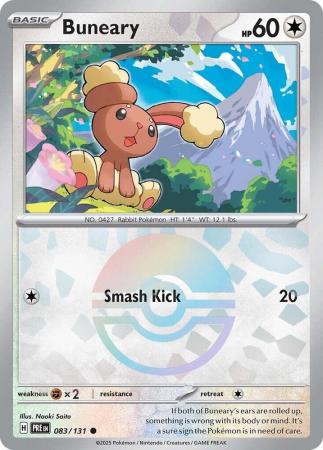 BASIC
Buneary
HP60
NO. 0427 Rabbit Pokémon HT: 1'4" WT: 12.1 lbs.
Smash Kick 20
weakness ×2 resistance retreat
Illus. Naoki Saito
H PRE EN 083/131
If both of Buneary's ears are rolled up,
something is wrong with its body or mind. It's
a sure sign the Pokémon is in need of care.
©2025 Pokémon / Nintendo / Creatures / GAME FREAK